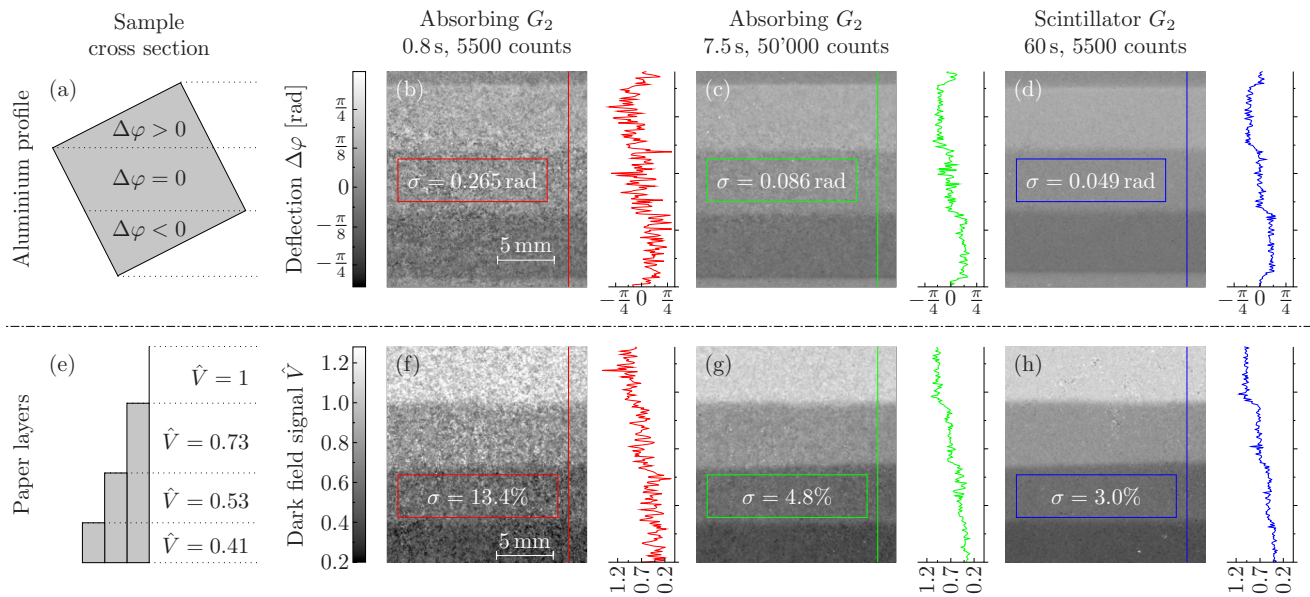 Sample
cross section
Absorbing G₂
0.8 s, 5500 counts
Absorbing G₂
7.5 s, 50'000 counts
Scintillator G₂
60 s, 5500 counts
Aluminium profile
(a)
Δφ > 0
Δφ = 0
Δφ < 0
Deflection Δφ [rad]
π/4
π/8
0
−π/8
−π/4
(b)
σ = 0.265 rad
5 mm
−π/4 0 π/4
(c)
σ = 0.086 rad
−π/4 0 π/4
(d)
σ = 0.049 rad
−π/4 0 π/4
Paper layers
(e)
V̂ = 1
V̂ = 0.73
V̂ = 0.53
V̂ = 0.41
Dark field signal V̂
1.2
1.0
0.8
0.6
0.4
0.2
(f)
σ = 13.4%
5 mm
1.2 0.7 0.2
(g)
σ = 4.8%
1.2 0.7 0.2
(h)
σ = 3.0%
1.2 0.7 0.2